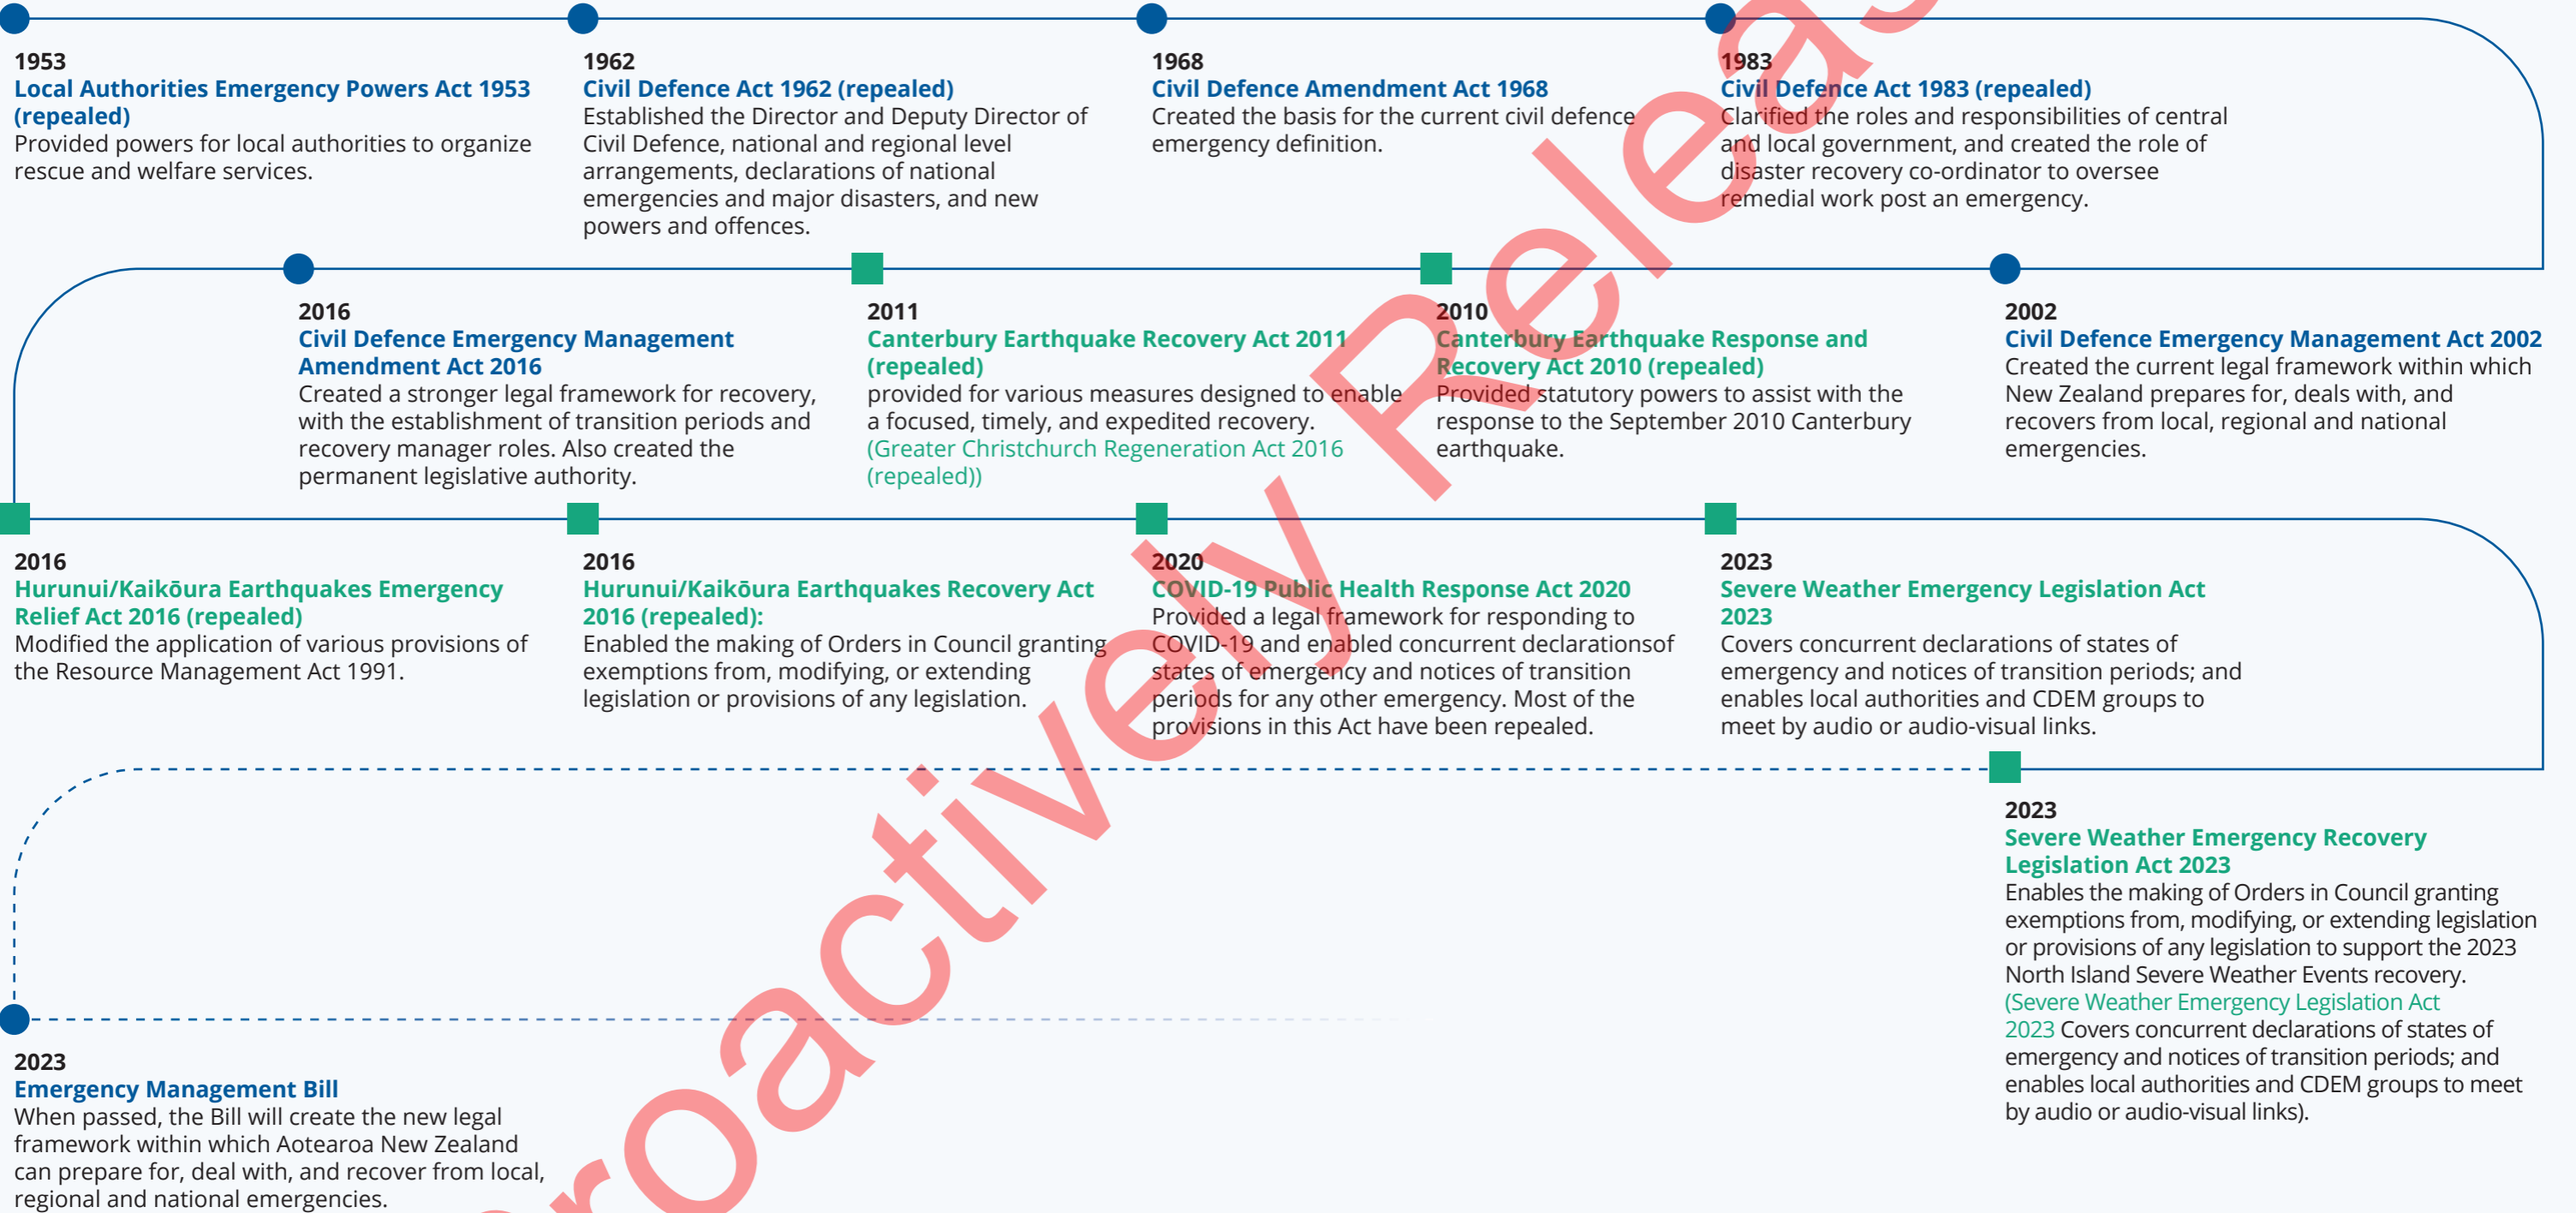 1953
Local Authorities Emergency Powers Act 1953
(repealed)
Provided powers for local authorities to organize
rescue and welfare services.
1962
Civil Defence Act 1962 (repealed)
Established the Director and Deputy Director of
Civil Defence, national and regional level
arrangements, declarations of national
emergencies and major disasters, and new
powers and offences.
1968
Civil Defence Amendment Act 1968
Created the basis for the current civil defence
emergency definition.
1983
Civil Defence Act 1983 (repealed)
Clarified the roles and responsibilities of central
and local government, and created the role of
disaster recovery co-ordinator to oversee
remedial work post an emergency.
2002
Civil Defence Emergency Management Act 2002
Created the current legal framework within which
New Zealand prepares for, deals with, and
recovers from local, regional and national
emergencies.
2010
Canterbury Earthquake Response and
Recovery Act 2010 (repealed)
Provided statutory powers to assist with the
response to the September 2010 Canterbury
earthquake.
2011
Canterbury Earthquake Recovery Act 2011
(repealed)
provided for various measures designed to enable
a focused, timely, and expedited recovery.
(Greater Christchurch Regeneration Act 2016
(repealed))
2016
Civil Defence Emergency Management
Amendment Act 2016
Created a stronger legal framework for recovery,
with the establishment of transition periods and
recovery manager roles. Also created the
permanent legislative authority.
2016
Hurunui/Kaikōura Earthquakes Emergency
Relief Act 2016 (repealed)
Modified the application of various provisions of
the Resource Management Act 1991.
2016
Hurunui/Kaikōura Earthquakes Recovery Act
2016 (repealed):
Enabled the making of Orders in Council granting
exemptions from, modifying, or extending
legislation or provisions of any legislation.
2020
COVID-19 Public Health Response Act 2020
Provided a legal framework for responding to
COVID-19 and enabled concurrent declarationsof
states of emergency and notices of transition
periods for any other emergency. Most of the
provisions in this Act have been repealed.
2023
Severe Weather Emergency Legislation Act
2023
Covers concurrent declarations of states of
emergency and notices of transition periods; and
enables local authorities and CDEM groups to
meet by audio or audio-visual links.
2023
Severe Weather Emergency Recovery
Legislation Act 2023
Enables the making of Orders in Council granting
exemptions from, modifying, or extending legislation
or provisions of any legislation to support the 2023
North Island Severe Weather Events recovery.
(Severe Weather Emergency Legislation Act
2023 Covers concurrent declarations of states of
emergency and notices of transition periods; and
enables local authorities and CDEM groups to meet
by audio or audio-visual links).
2023
Emergency Management Bill
When passed, the Bill will create the new legal
framework within which Aotearoa New Zealand
can prepare for, deal with, and recover from local,
regional and national emergencies.
roactively Releas